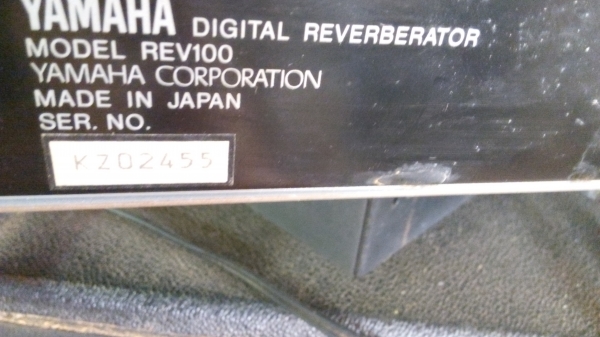 YAMAHA DIGITAL REVERBERATOR
MODEL REV100
YAMAHA CORPORATION
MADE IN JAPAN
SER. NO.
KZ02455